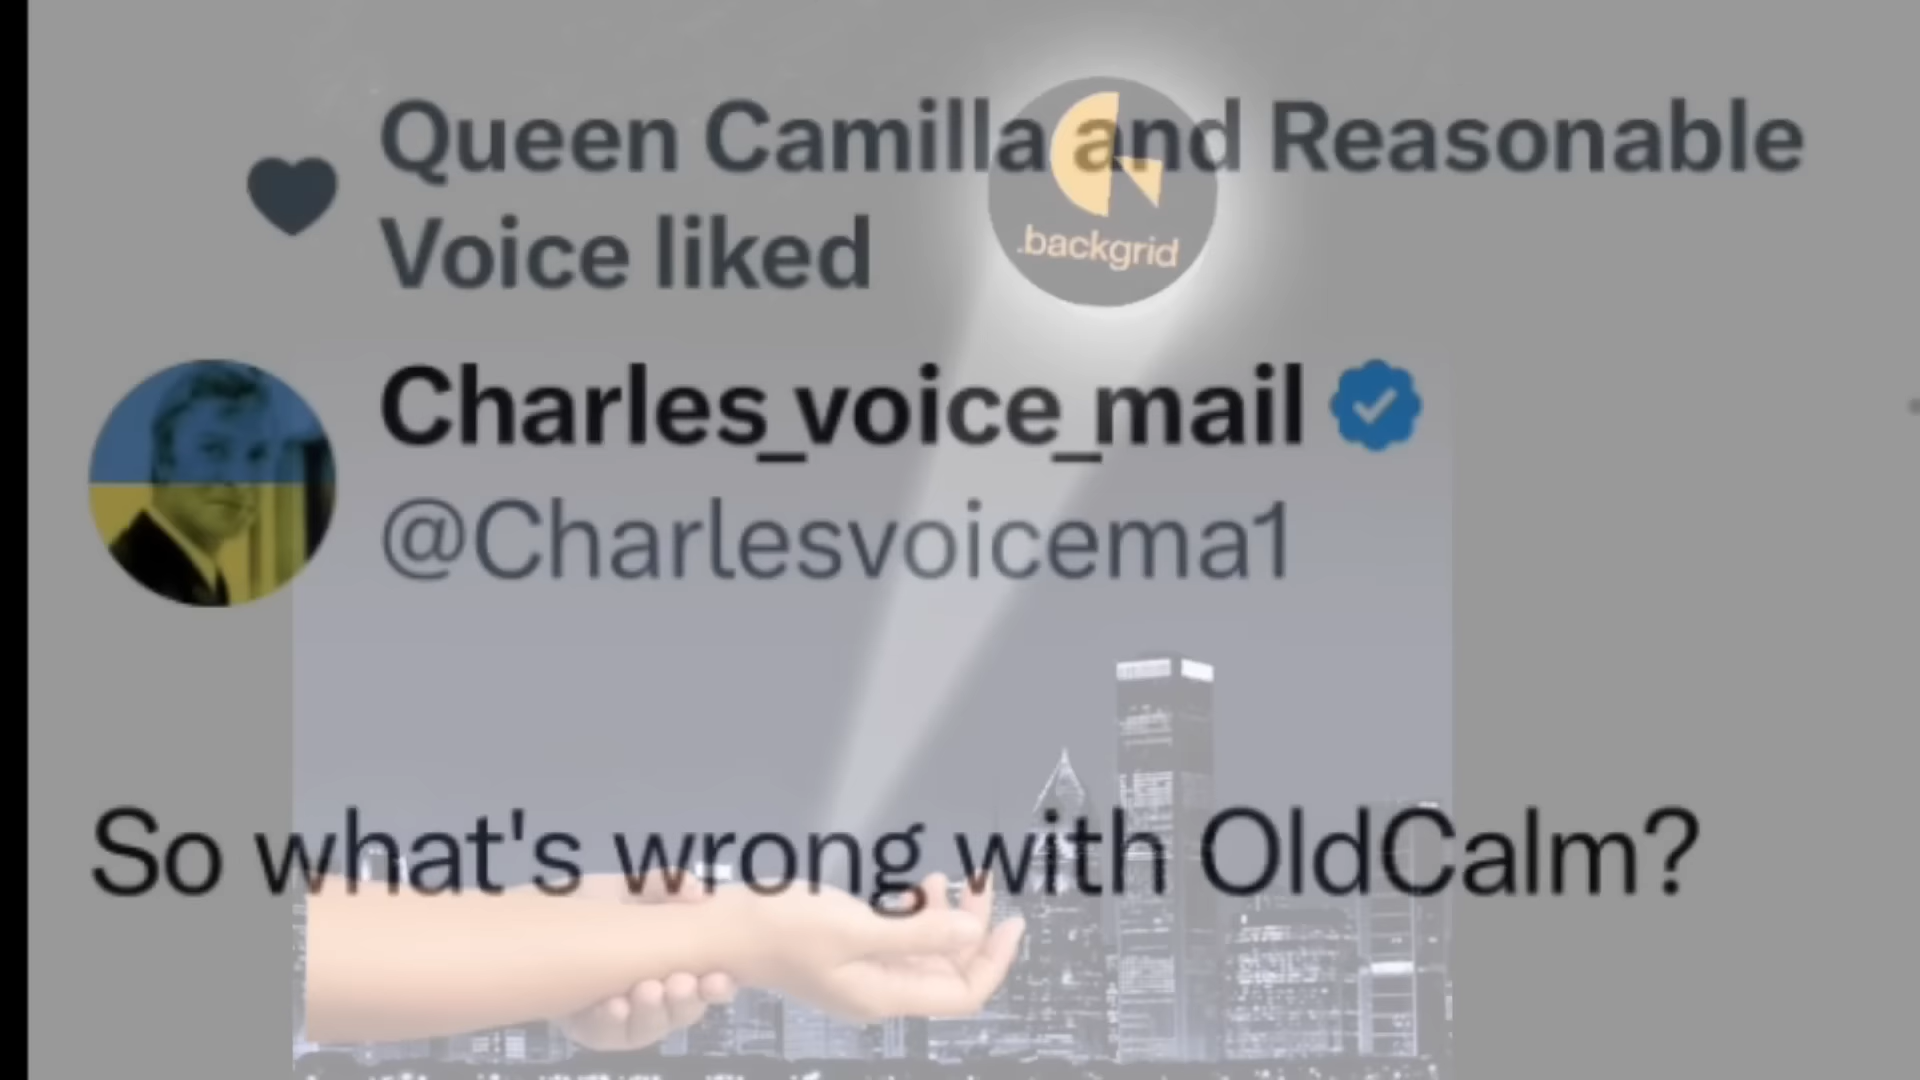 Queen Camilla and Reasonable
Voice liked
.backgrid
Charles_voice_mail
@Charlesvoicema1
So what's wrong with OldCalm?